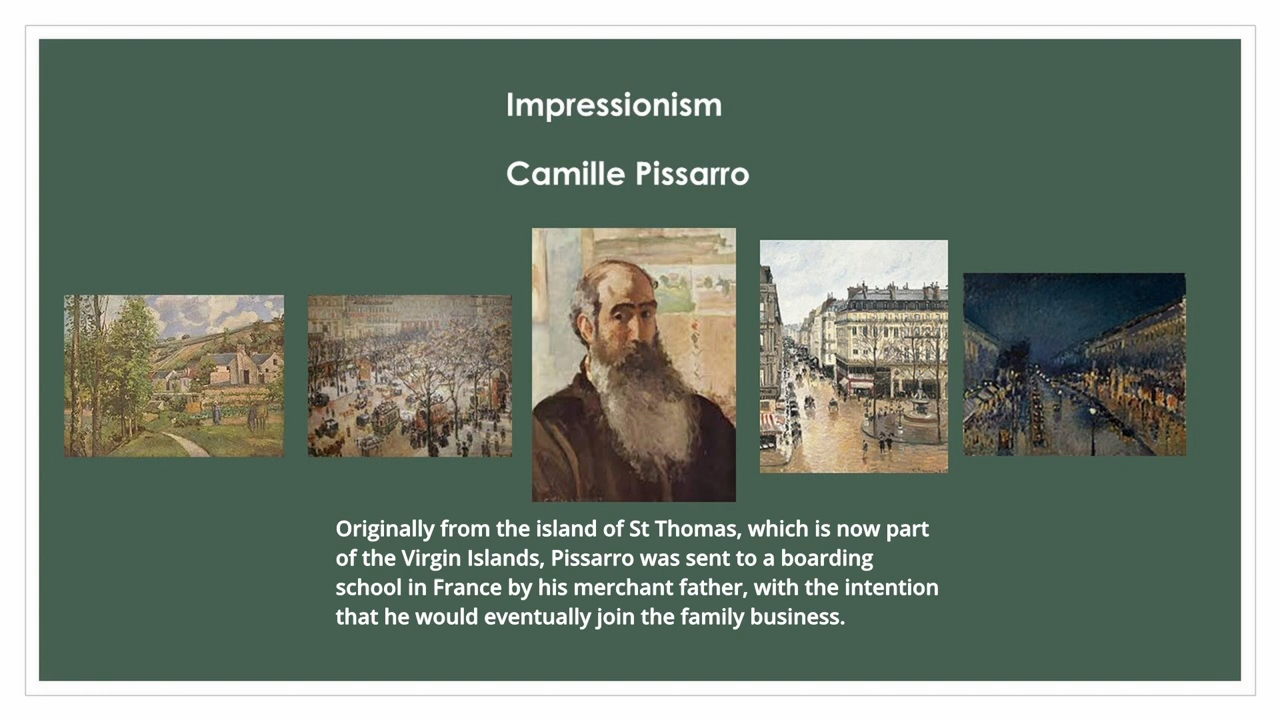 Impressionism
Camille Pissarro
Originally from the island of St Thomas, which is now part
of the Virgin Islands, Pissarro was sent to a boarding
school in France by his merchant father, with the intention
that he would eventually join the family business.